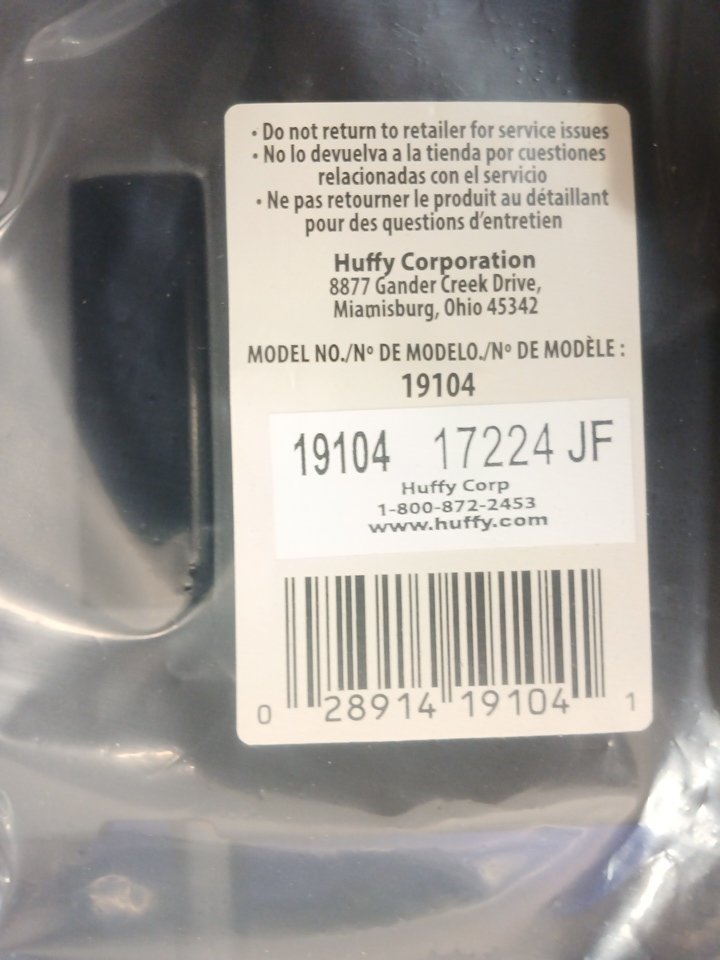 • Do not return to retailer for service issues
• No lo devuelva a la tienda por cuestiones
relacionadas con el servicio
• Ne pas retourner le produit au détaillant
pour des questions d'entretien
Huffy Corporation
8877 Gander Creek Drive,
Miamisburg, Ohio 45342
MODEL NO./Nº DE MODELO./Nº DE MODÈLE :
19104
19104 17224 JF
Huffy Corp
1-800-872-2453
www.huffy.com
0 28914 19104 1